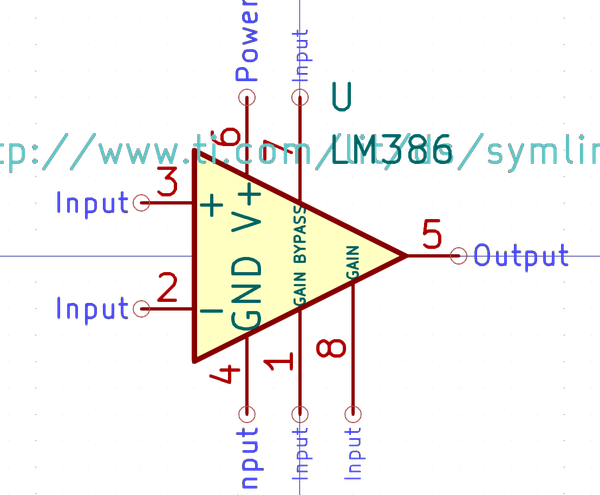 Power
Input
U
6
7
tp://www.ti.com/lit/ds/symlin
LM386
3
Input
+
V+
BYPASS
5
Output
GAIN
2
Input
−
GND
GAIN
4
1
8
nput
Input
Input